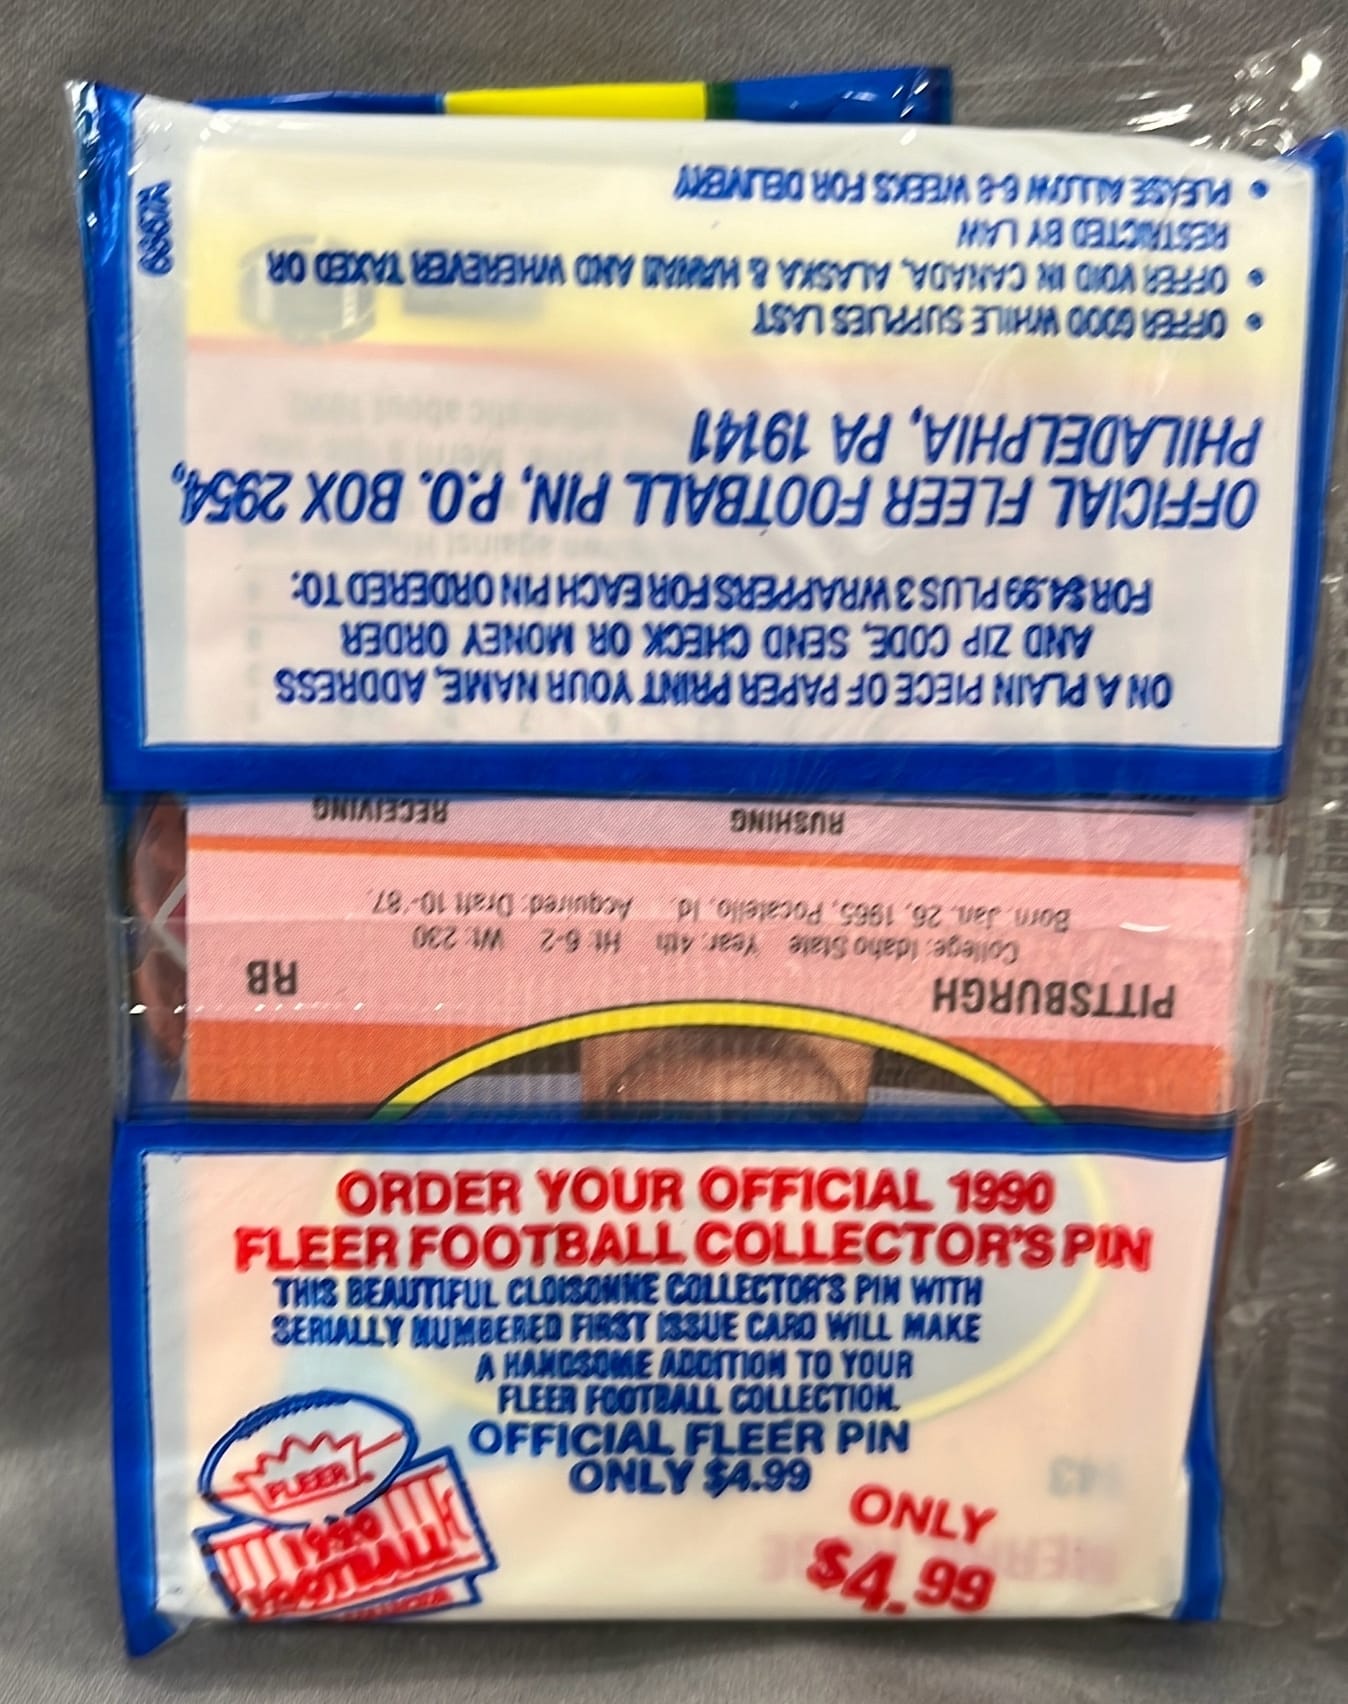 ORDER YOUR OFFICIAL 1990
FLEER FOOTBALL COLLECTOR'S PIN
THIS BEAUTIFUL CLOISONNE COLLECTOR'S PIN WITH
SERIALLY NUMBERED FIRST ISSUE CARD WILL MAKE
A HANDSOME ADDITION TO YOUR
FLEER FOOTBALL COLLECTION.
OFFICIAL FLEER PIN
ONLY $4.99
ONLY
$4.99
FLEER
1990
FOOTBALL
PITTSBURGH
RB
College: Idaho State Year: 4th Ht: 6-2 Wt: 230
Born: Jan. 26, 1965, Pocatello, Id. Acquired: Draft 10-'87.
RUSHING
RECEIVING
ON A PLAIN PIECE OF PAPER PRINT YOUR NAME, ADDRESS
AND ZIP CODE, SEND CHECK OR MONEY ORDER
FOR $4.99 PLUS 3 WRAPPERS FOR EACH PIN ORDERED TO:
OFFICIAL FLEER FOOTBALL PIN, P.O. BOX 2954,
PHILADELPHIA, PA 19141
• OFFER GOOD WHILE SUPPLIES LAST
• OFFER VOID IN CANADA, ALASKA & HAWAII AND WHEREVER TAXED OR
RESTRICTED BY LAW
• PLEASE ALLOW 6-8 WEEKS FOR DELIVERY